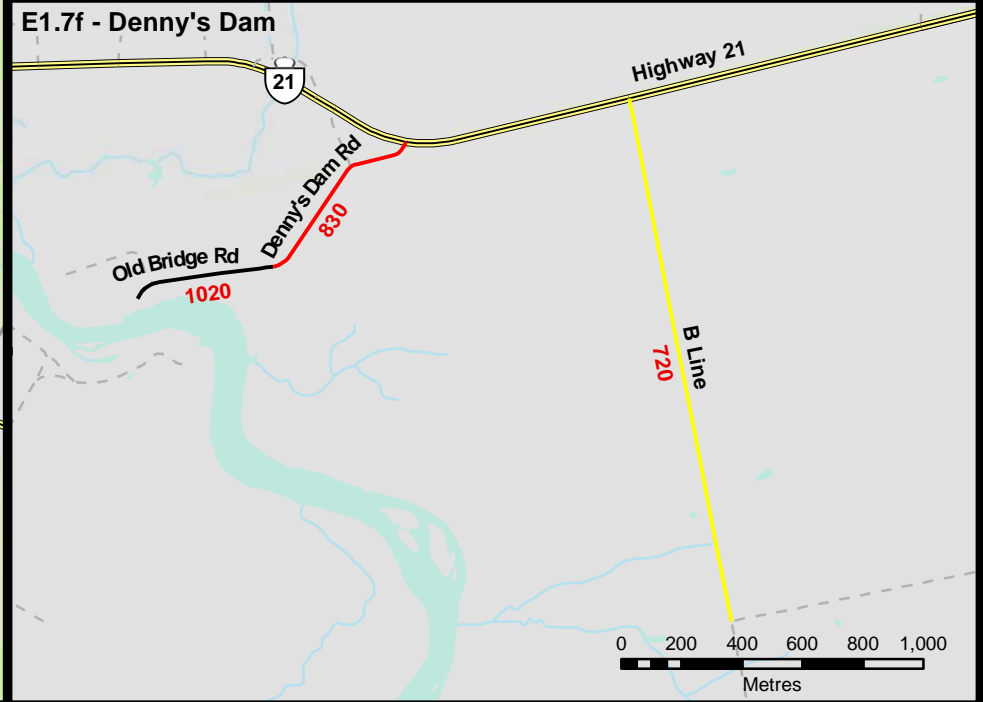 E1.7f - Denny's Dam
21
Highway 21
Denny's Dam Rd
830
Old Bridge Rd
1020
B Line
720
0 200 400 600 800 1,000
Metres